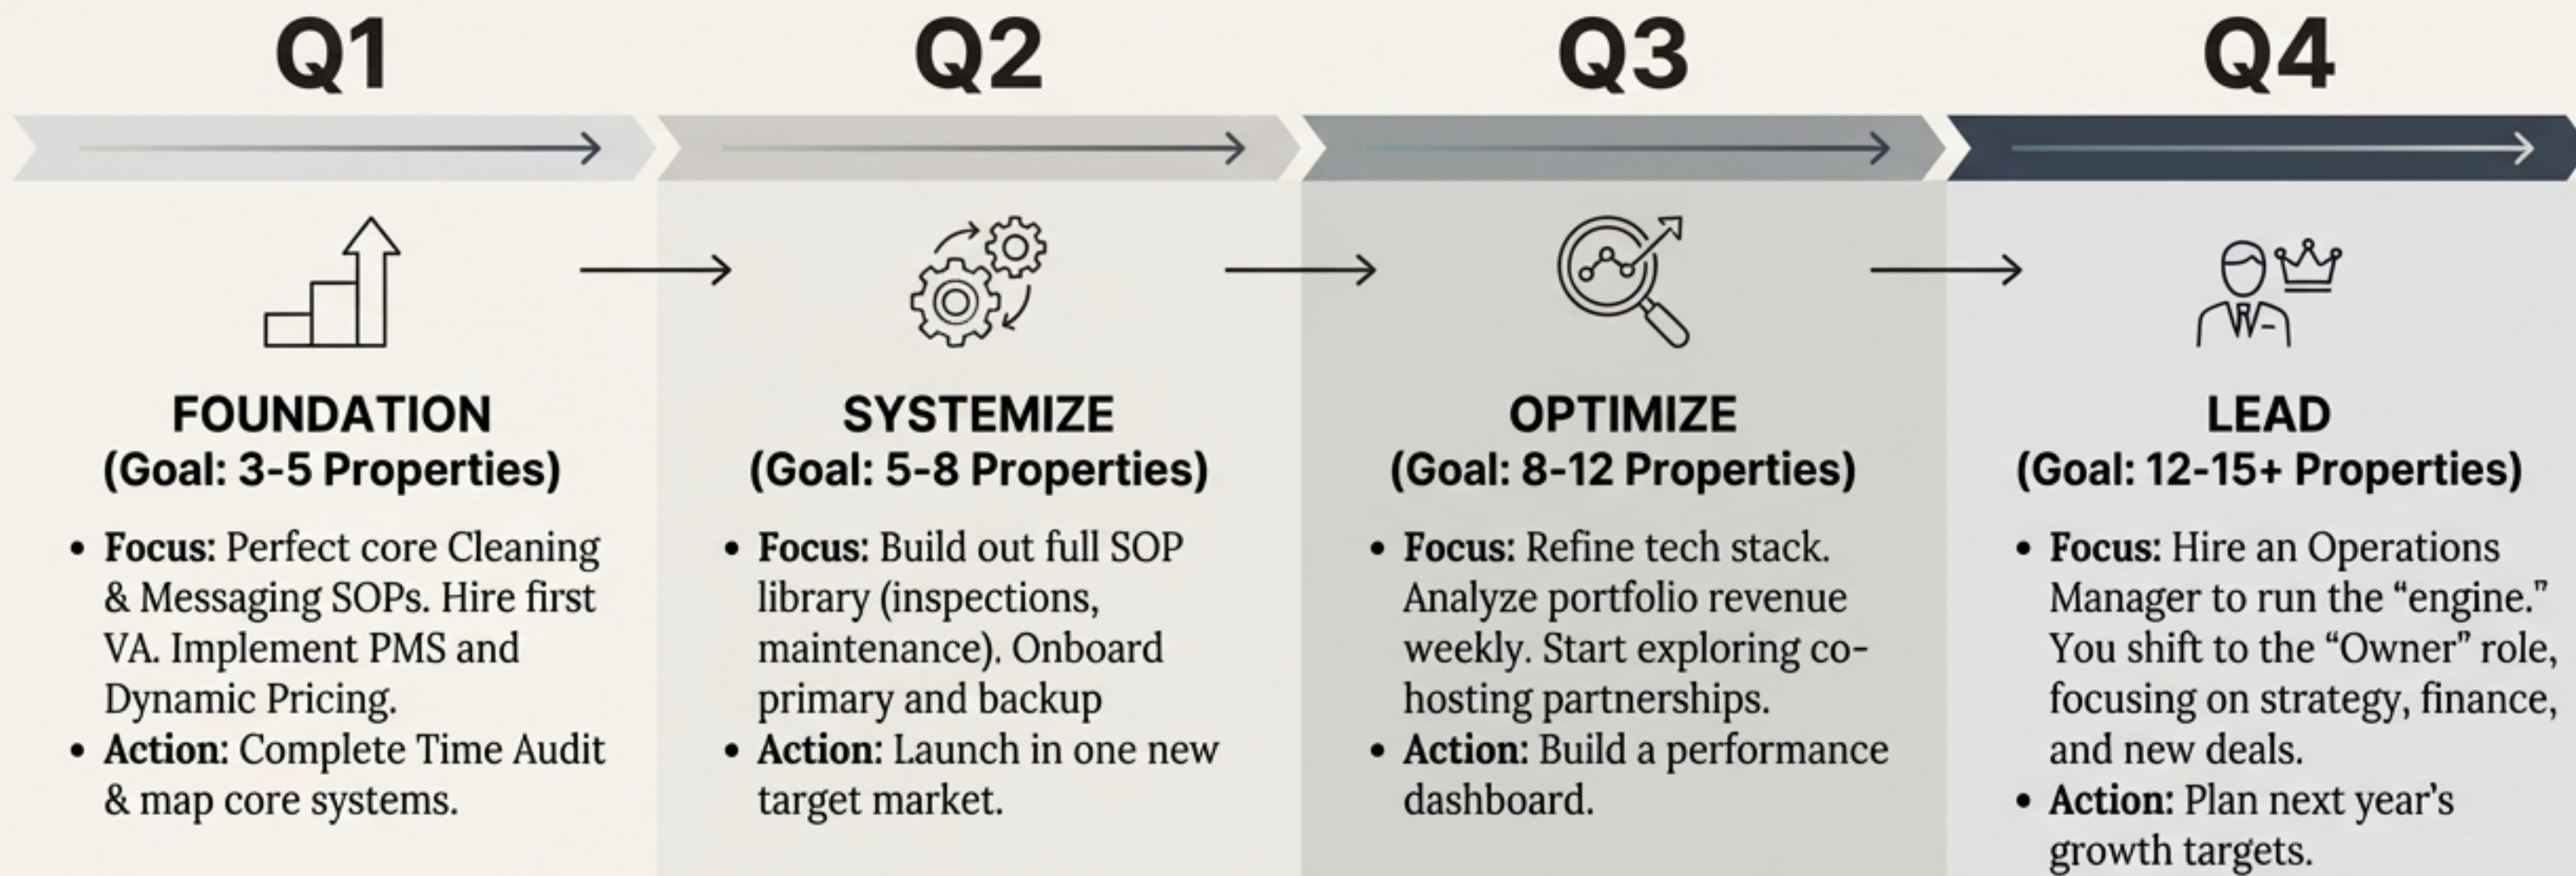 Q1
Q2
Q3
Q4
FOUNDATION
(Goal: 3-5 Properties)
• Focus: Perfect core Cleaning
& Messaging SOPs. Hire first
VA. Implement PMS and
Dynamic Pricing.
• Action: Complete Time Audit
& map core systems.
SYSTEMIZE
(Goal: 5-8 Properties)
• Focus: Build out full SOP
library (inspections,
maintenance). Onboard
primary and backup
• Action: Launch in one new
target market.
OPTIMIZE
(Goal: 8-12 Properties)
• Focus: Refine tech stack.
Analyze portfolio revenue
weekly. Start exploring co-
hosting partnerships.
• Action: Build a performance
dashboard.
LEAD
(Goal: 12-15+ Properties)
• Focus: Hire an Operations
Manager to run the “engine.”
You shift to the “Owner” role,
focusing on strategy, finance,
and new deals.
• Action: Plan next year’s
growth targets.